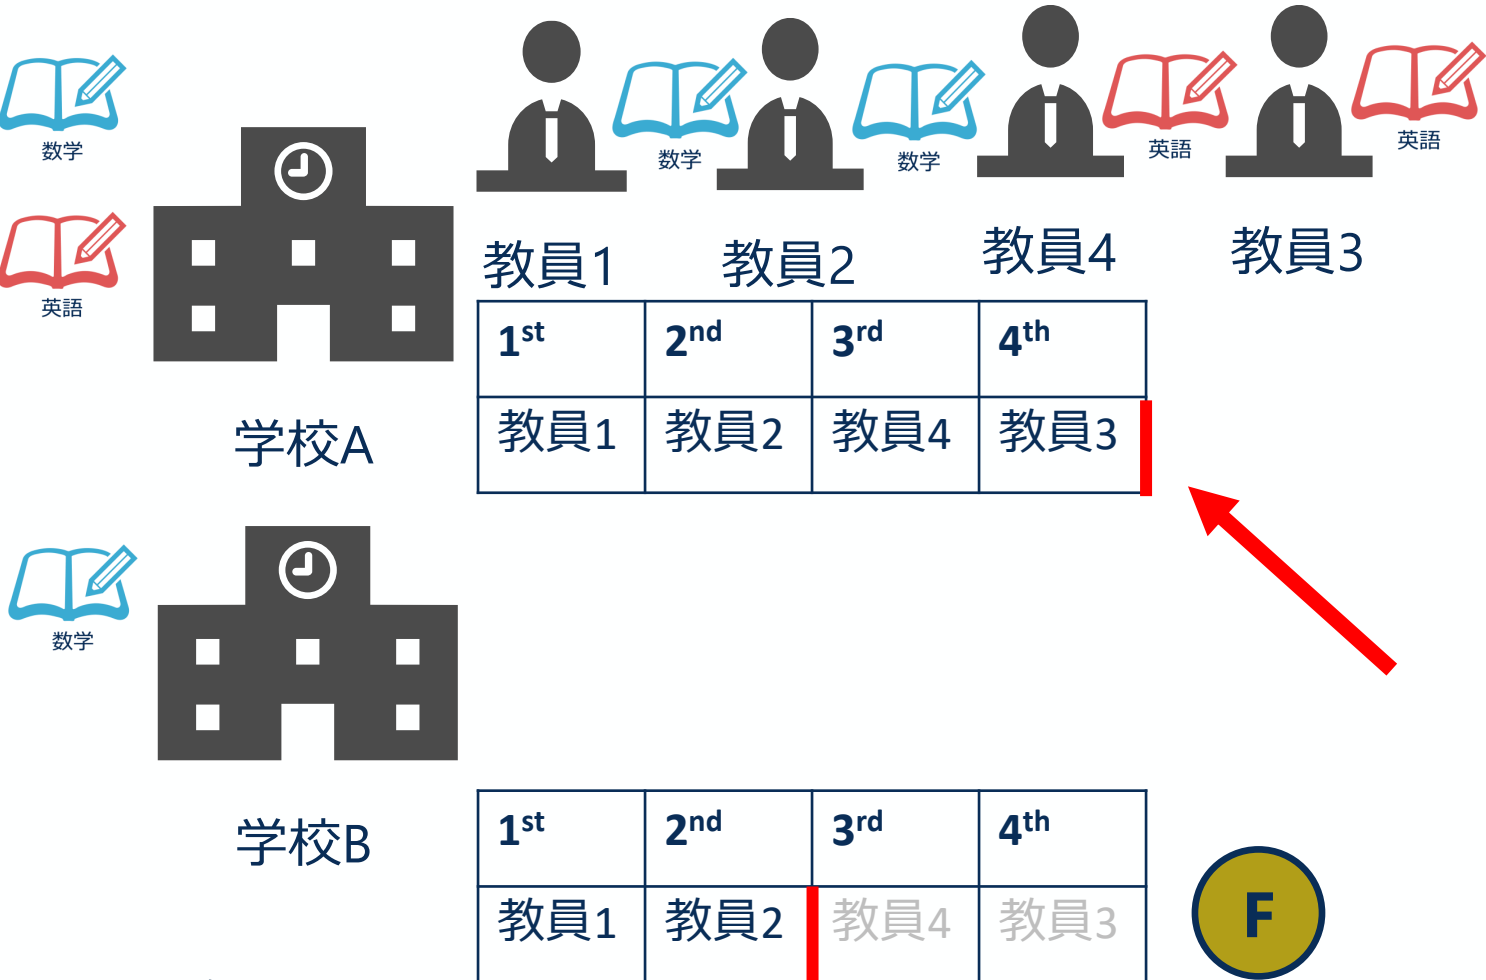 数学
英語
数学
数学
英語
英語
教員1
教員2
教員4
教員3
1st
2nd
3rd
4th
教員1
教員2
教員4
教員3
学校A
数学
学校B
1st
2nd
3rd
4th
教員1
教員2
教員4
教員3
F